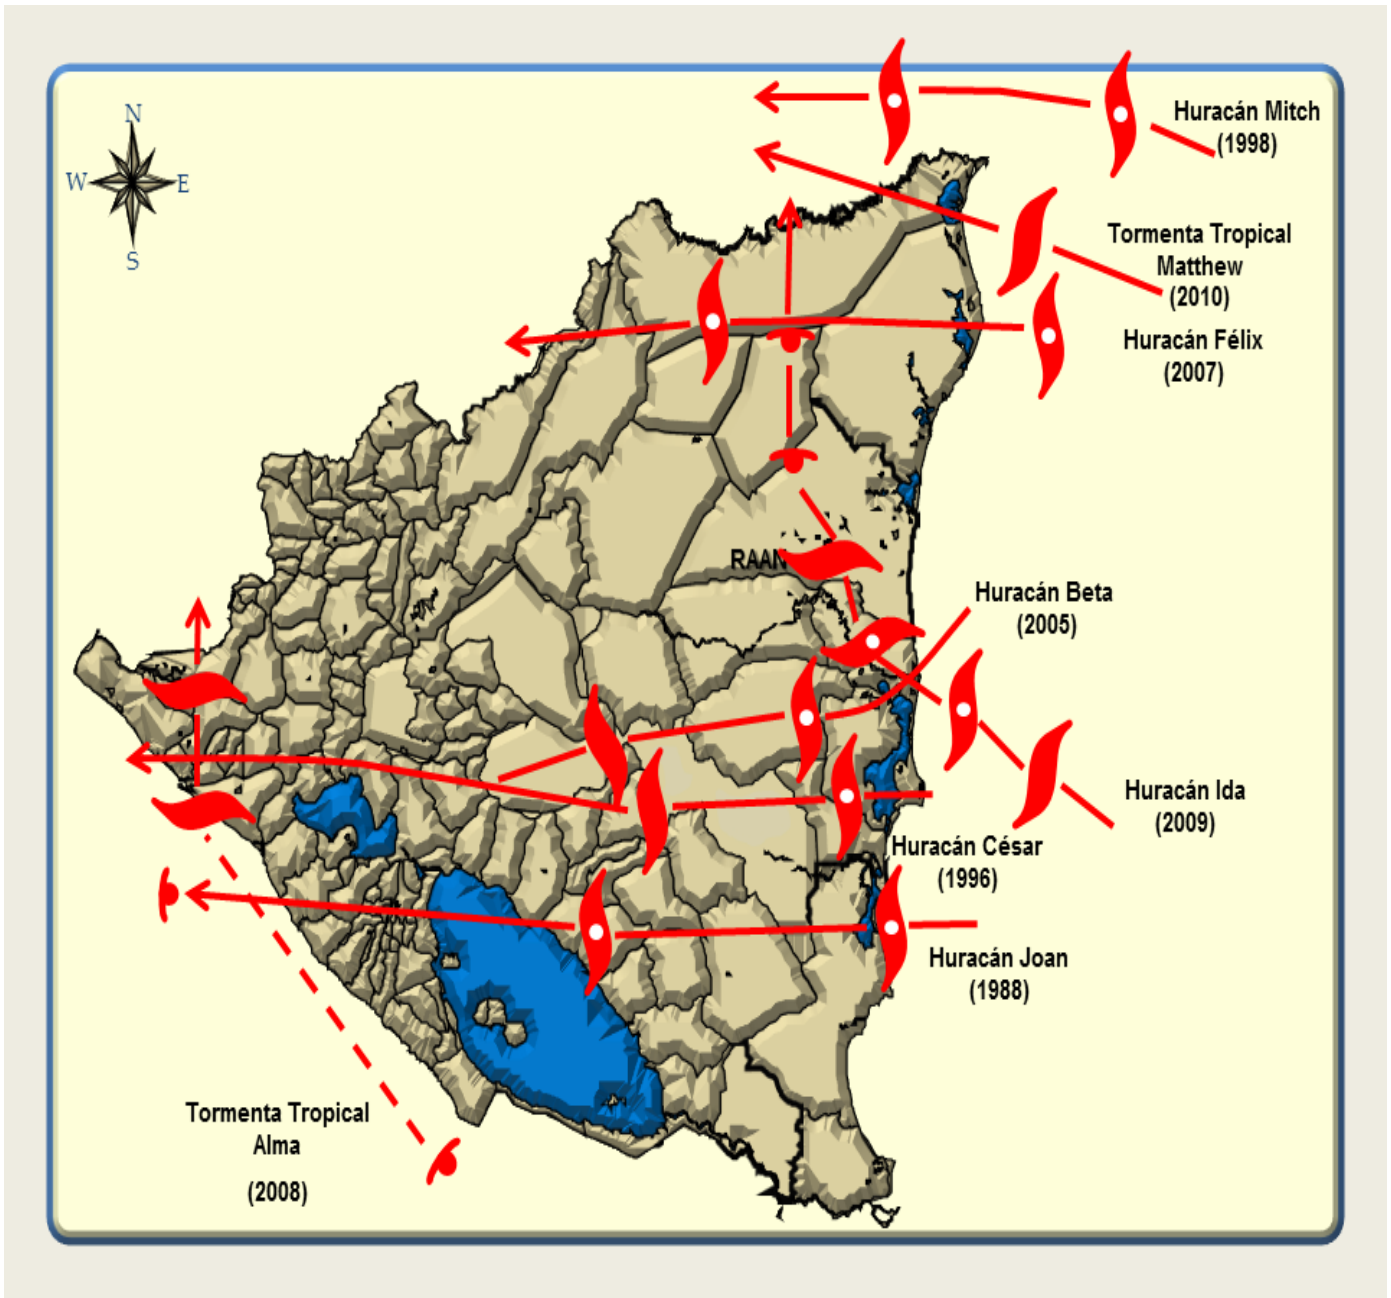 N
W
E
S
Huracán Mitch
(1998)
Tormenta Tropical
Matthew
(2010)
Huracán Félix
(2007)
RAAN
Huracán Beta
(2005)
Huracán Ida
(2009)
Huracán César
(1996)
Huracán Joan
(1988)
Tormenta Tropical
Alma
(2008)